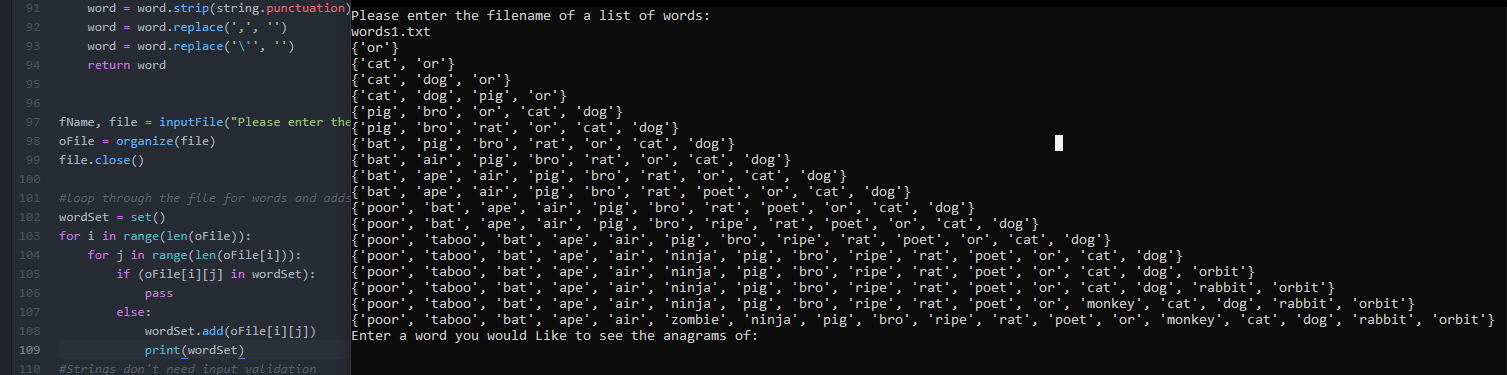 91 word = word.strip(string.punctuation)
92 word = word.replace(',', '')
93 word = word.replace('\'', '')
94 return word
95
96
97 fName, file = inputFile("Please enter the
98 oFile = organize(file)
99 file.close()
100
101 #loop through the file for words and adds
102 wordSet = set()
103 for i in range(len(oFile)):
104 for j in range(len(oFile[i])):
105 if (oFile[i][j] in wordSet):
106 pass
107 else:
108 wordSet.add(oFile[i][j])
109 print(wordSet)
110 #Strings don't need input validation
Please enter the filename of a list of words:
words1.txt
{'or'}
{'cat', 'or'}
{'cat', 'dog', 'or'}
{'cat', 'dog', 'pig', 'or'}
{'pig', 'bro', 'or', 'cat', 'dog'}
{'pig', 'bro', 'rat', 'or', 'cat', 'dog'}
{'bat', 'pig', 'bro', 'rat', 'or', 'cat', 'dog'}
{'bat', 'air', 'pig', 'bro', 'rat', 'or', 'cat', 'dog'}
{'bat', 'ape', 'air', 'pig', 'bro', 'rat', 'or', 'cat', 'dog'}
{'bat', 'ape', 'air', 'pig', 'bro', 'rat', 'poet', 'or', 'cat', 'dog'}
{'poor', 'bat', 'ape', 'air', 'pig', 'bro', 'rat', 'poet', 'or', 'cat', 'dog'}
{'poor', 'bat', 'ape', 'air', 'pig', 'bro', 'ripe', 'rat', 'poet', 'or', 'cat', 'dog'}
{'poor', 'taboo', 'bat', 'ape', 'air', 'pig', 'bro', 'ripe', 'rat', 'poet', 'or', 'cat', 'dog'}
{'poor', 'taboo', 'bat', 'ape', 'air', 'ninja', 'pig', 'bro', 'ripe', 'rat', 'poet', 'or', 'cat', 'dog'}
{'poor', 'taboo', 'bat', 'ape', 'air', 'ninja', 'pig', 'bro', 'ripe', 'rat', 'poet', 'or', 'cat', 'dog', 'orbit'}
{'poor', 'taboo', 'bat', 'ape', 'air', 'ninja', 'pig', 'bro', 'ripe', 'rat', 'poet', 'or', 'cat', 'dog', 'rabbit', 'orbit'}
{'poor', 'taboo', 'bat', 'ape', 'air', 'ninja', 'pig', 'bro', 'ripe', 'rat', 'poet', 'or', 'monkey', 'cat', 'dog', 'rabbit', 'orbit'}
{'poor', 'taboo', 'bat', 'ape', 'air', 'zombie', 'ninja', 'pig', 'bro', 'ripe', 'rat', 'poet', 'or', 'monkey', 'cat', 'dog', 'rabbit', 'orbit'}
Enter a word you would Like to see the anagrams of: